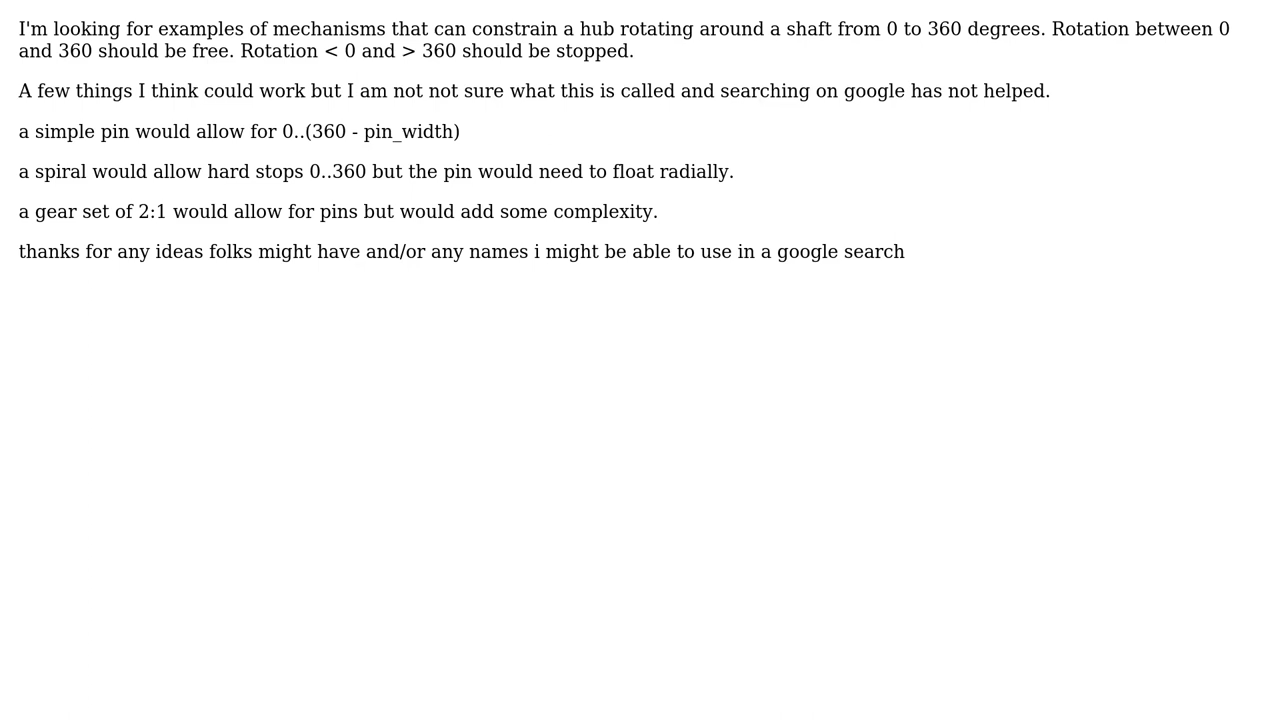 I'm looking for examples of mechanisms that can constrain a hub rotating around a shaft from 0 to 360 degrees. Rotation between 0
and 360 should be free. Rotation < 0 and > 360 should be stopped.
A few things I think could work but I am not not sure what this is called and searching on google has not helped.
a simple pin would allow for 0..(360 - pin_width)
a spiral would allow hard stops 0..360 but the pin would need to float radially.
a gear set of 2:1 would allow for pins but would add some complexity.
thanks for any ideas folks might have and/or any names i might be able to use in a google search